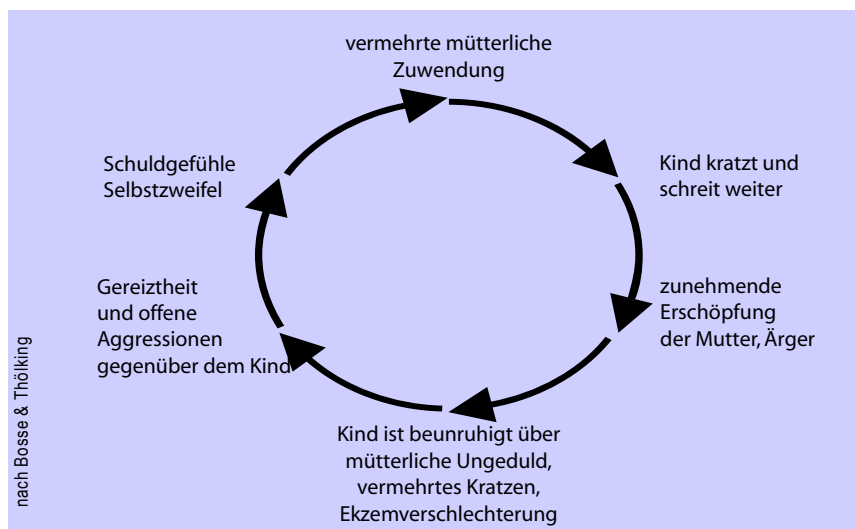 vermehrte mütterliche
Zuwendung
Kind kratzt und
schreit weiter
zunehmende
Erschöpfung
der Mutter, Ärger
Kind ist beunruhigt über
mütterliche Ungeduld,
vermehrtes Kratzen,
Ekzemverschlechterung
Gereiztheit
und offene
Aggressionen
gegenüber dem Kind
Schuldgefühle
Selbstzweifel
nach Bosse & Thölking